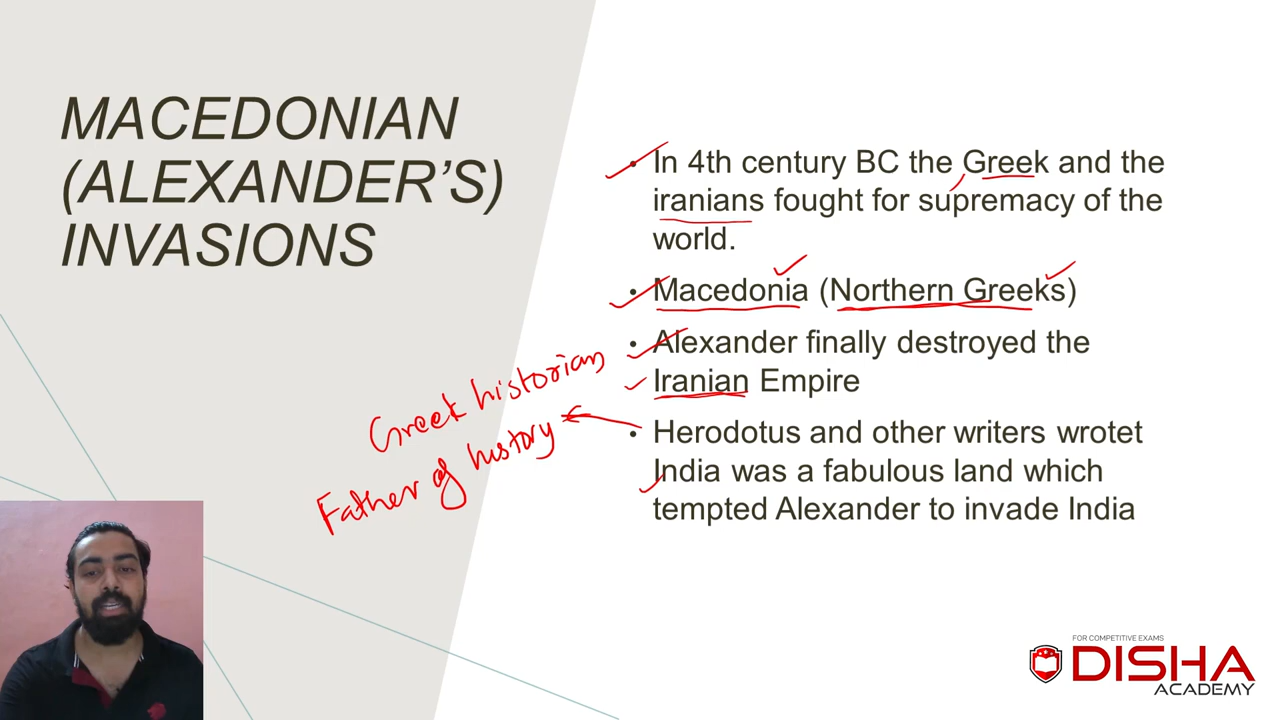 MACEDONIAN
(ALEXANDER'S)
INVASIONS
• In 4th century BC the Greek and the
iranians fought for supremacy of the
world.
• Macedonia (Northern Greeks)
• Alexander finally destroyed the
Iranian Empire
• Herodotus and other writers wrotet
India was a fabulous land which
tempted Alexander to invade India
Greek historian
Father of history
FOR COMPETITIVE EXAMS
DISHA
ACADEMY